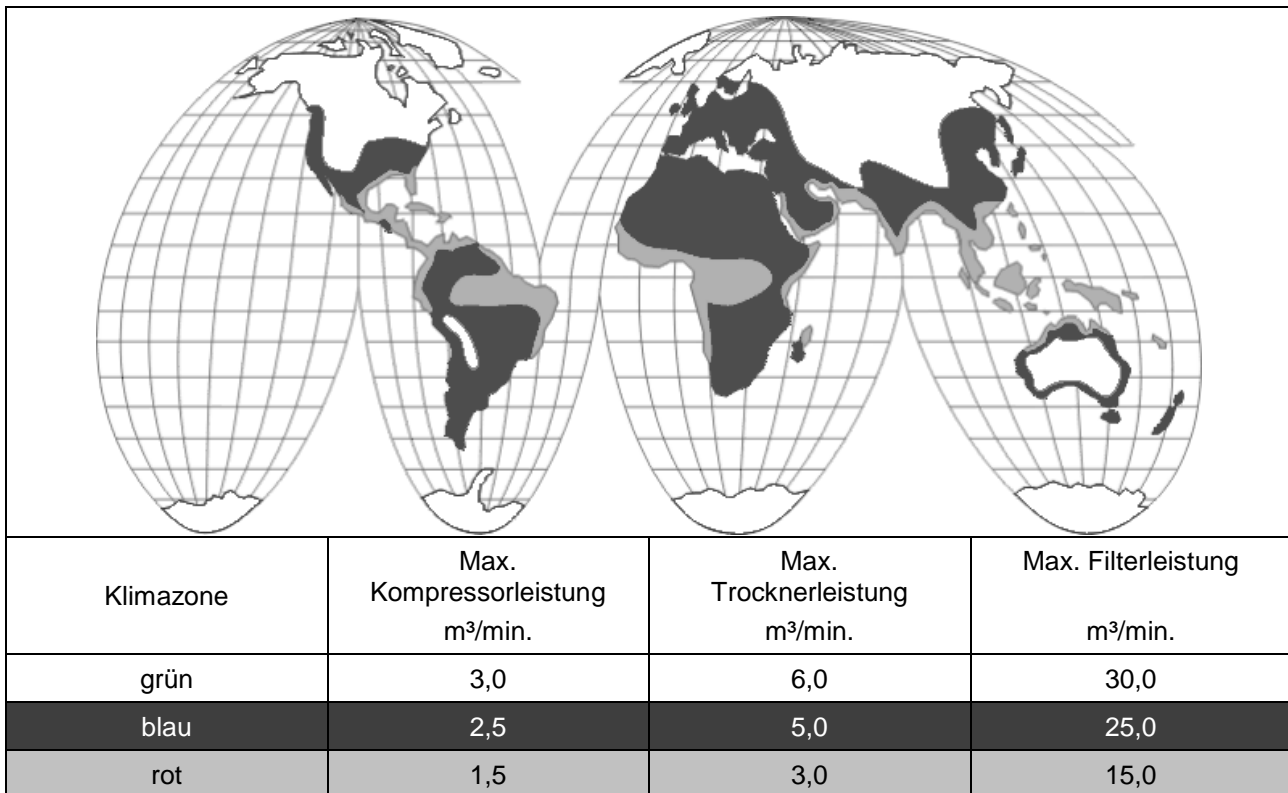 Klimazone
Max.
Kompressorleistung
m³/min.
Max.
Trocknerleistung
m³/min.
Max. Filterleistung
m³/min.
grün 3,0 6,0 30,0
blau 2,5 5,0 25,0
rot 1,5 3,0 15,0